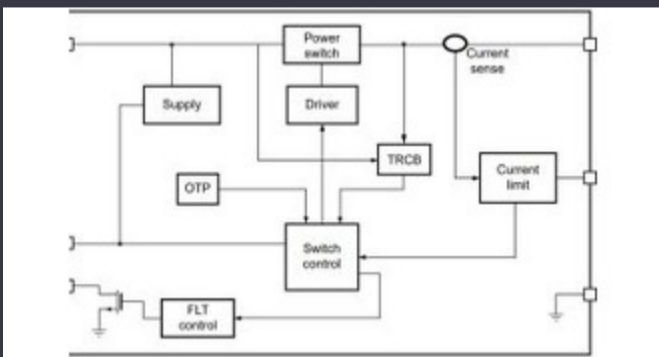 Power
switch
Current
sense
Supply
Driver
TRCB
Current
limit
OTP
Switch
control
FLT
control